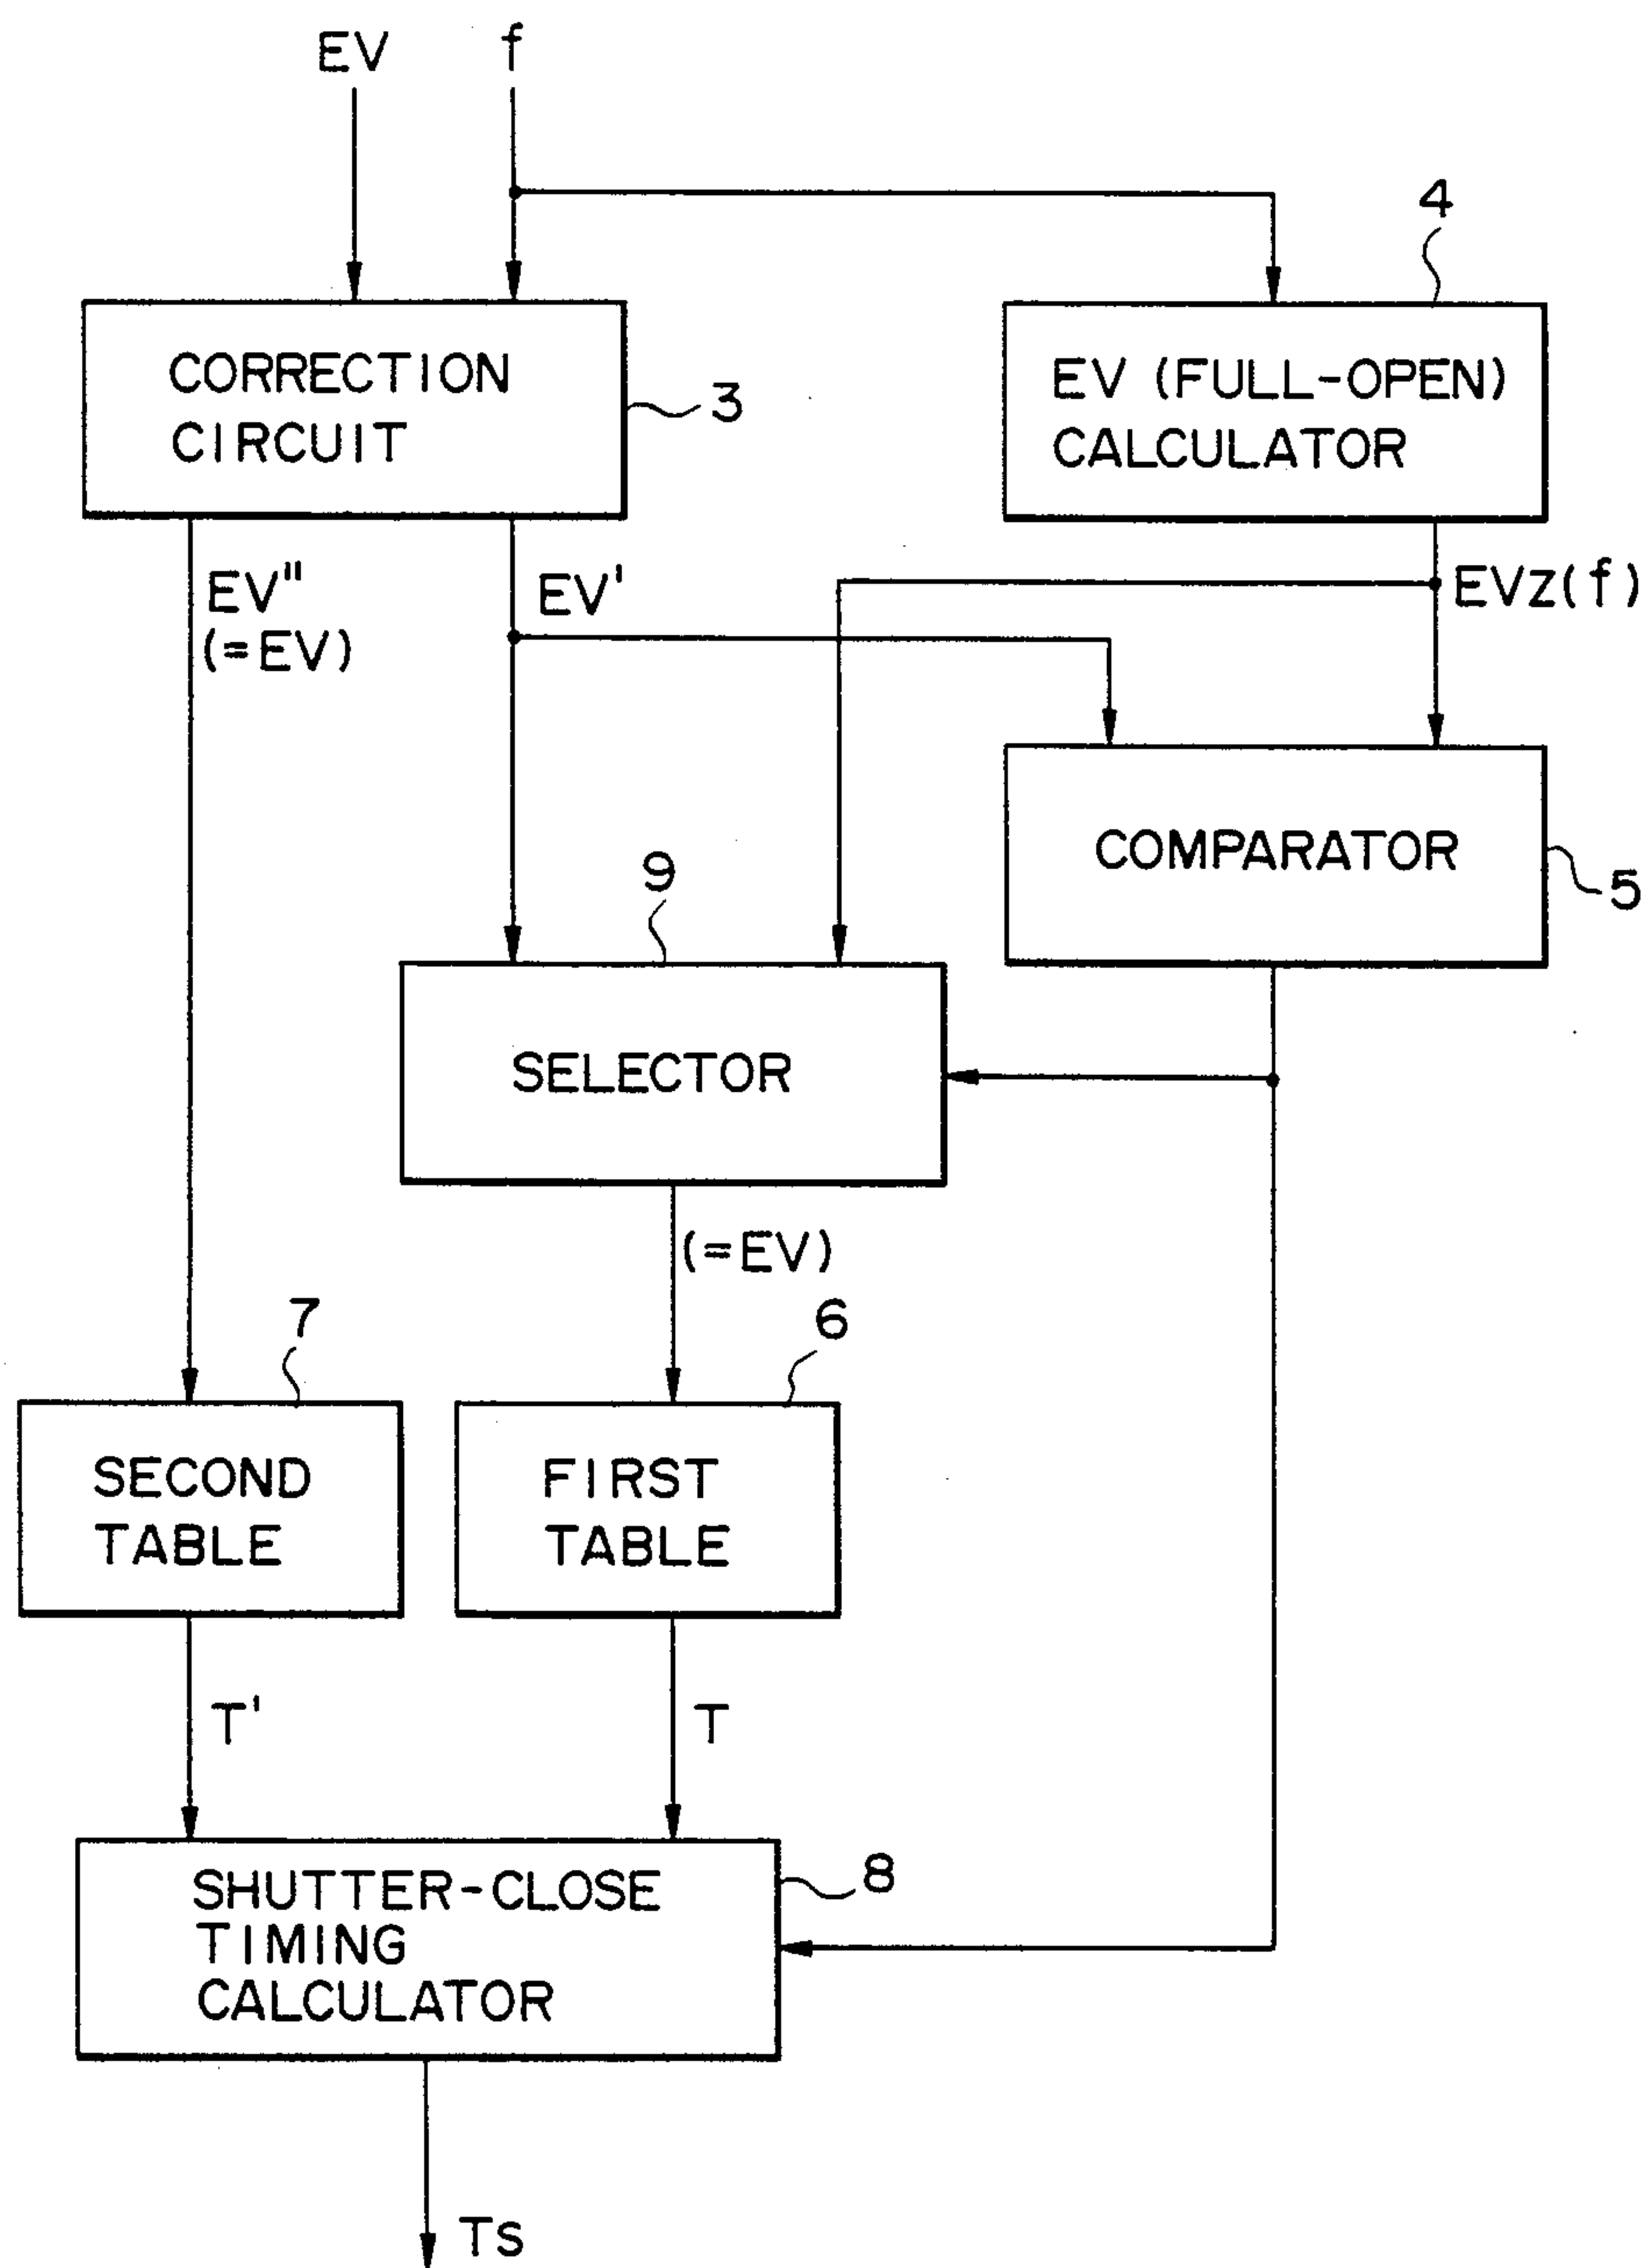 EV
f
4
CORRECTION
CIRCUIT
3
EV (FULL-OPEN)
CALCULATOR
EV"
(=EV)
EV'
EVz(f)
COMPARATOR
5
9
SELECTOR
(=EV)
7
6
SECOND
TABLE
FIRST
TABLE
T'
T
SHUTTER-CLOSE
TIMING
CALCULATOR
8
Ts